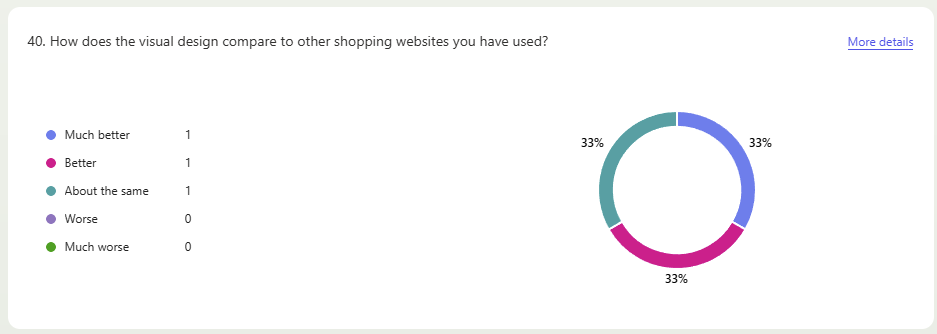 40. How does the visual design compare to other shopping websites you have used?
More details
Much better 1
Better 1
About the same 1
Worse 0
Much worse 0
33%
33%
33%